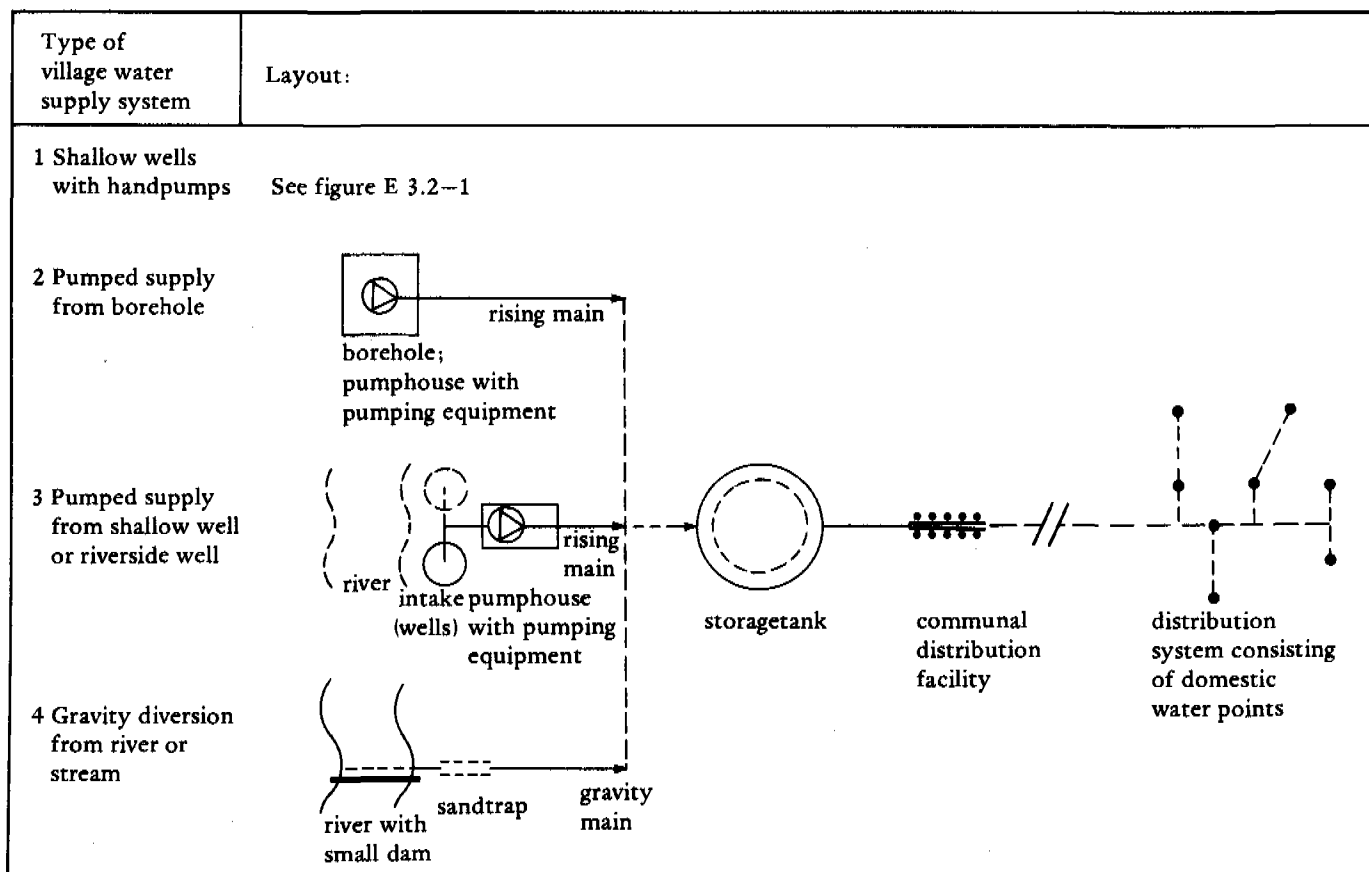 Type of
village water
supply system
Layout:
1 Shallow wells
with handpumps
See figure E 3.2—1
2 Pumped supply
from borehole
rising main
borehole;
pumphouse with
pumping equipment
3 Pumped supply
from shallow well
or riverside well
river
intake
(wells)
pumphouse
with pumping
equipment
rising
main
storagetank
communal
distribution
facility
distribution
system consisting
of domestic
water points
4 Gravity diversion
from river or
stream
river with
small dam
sandtrap
gravity
main